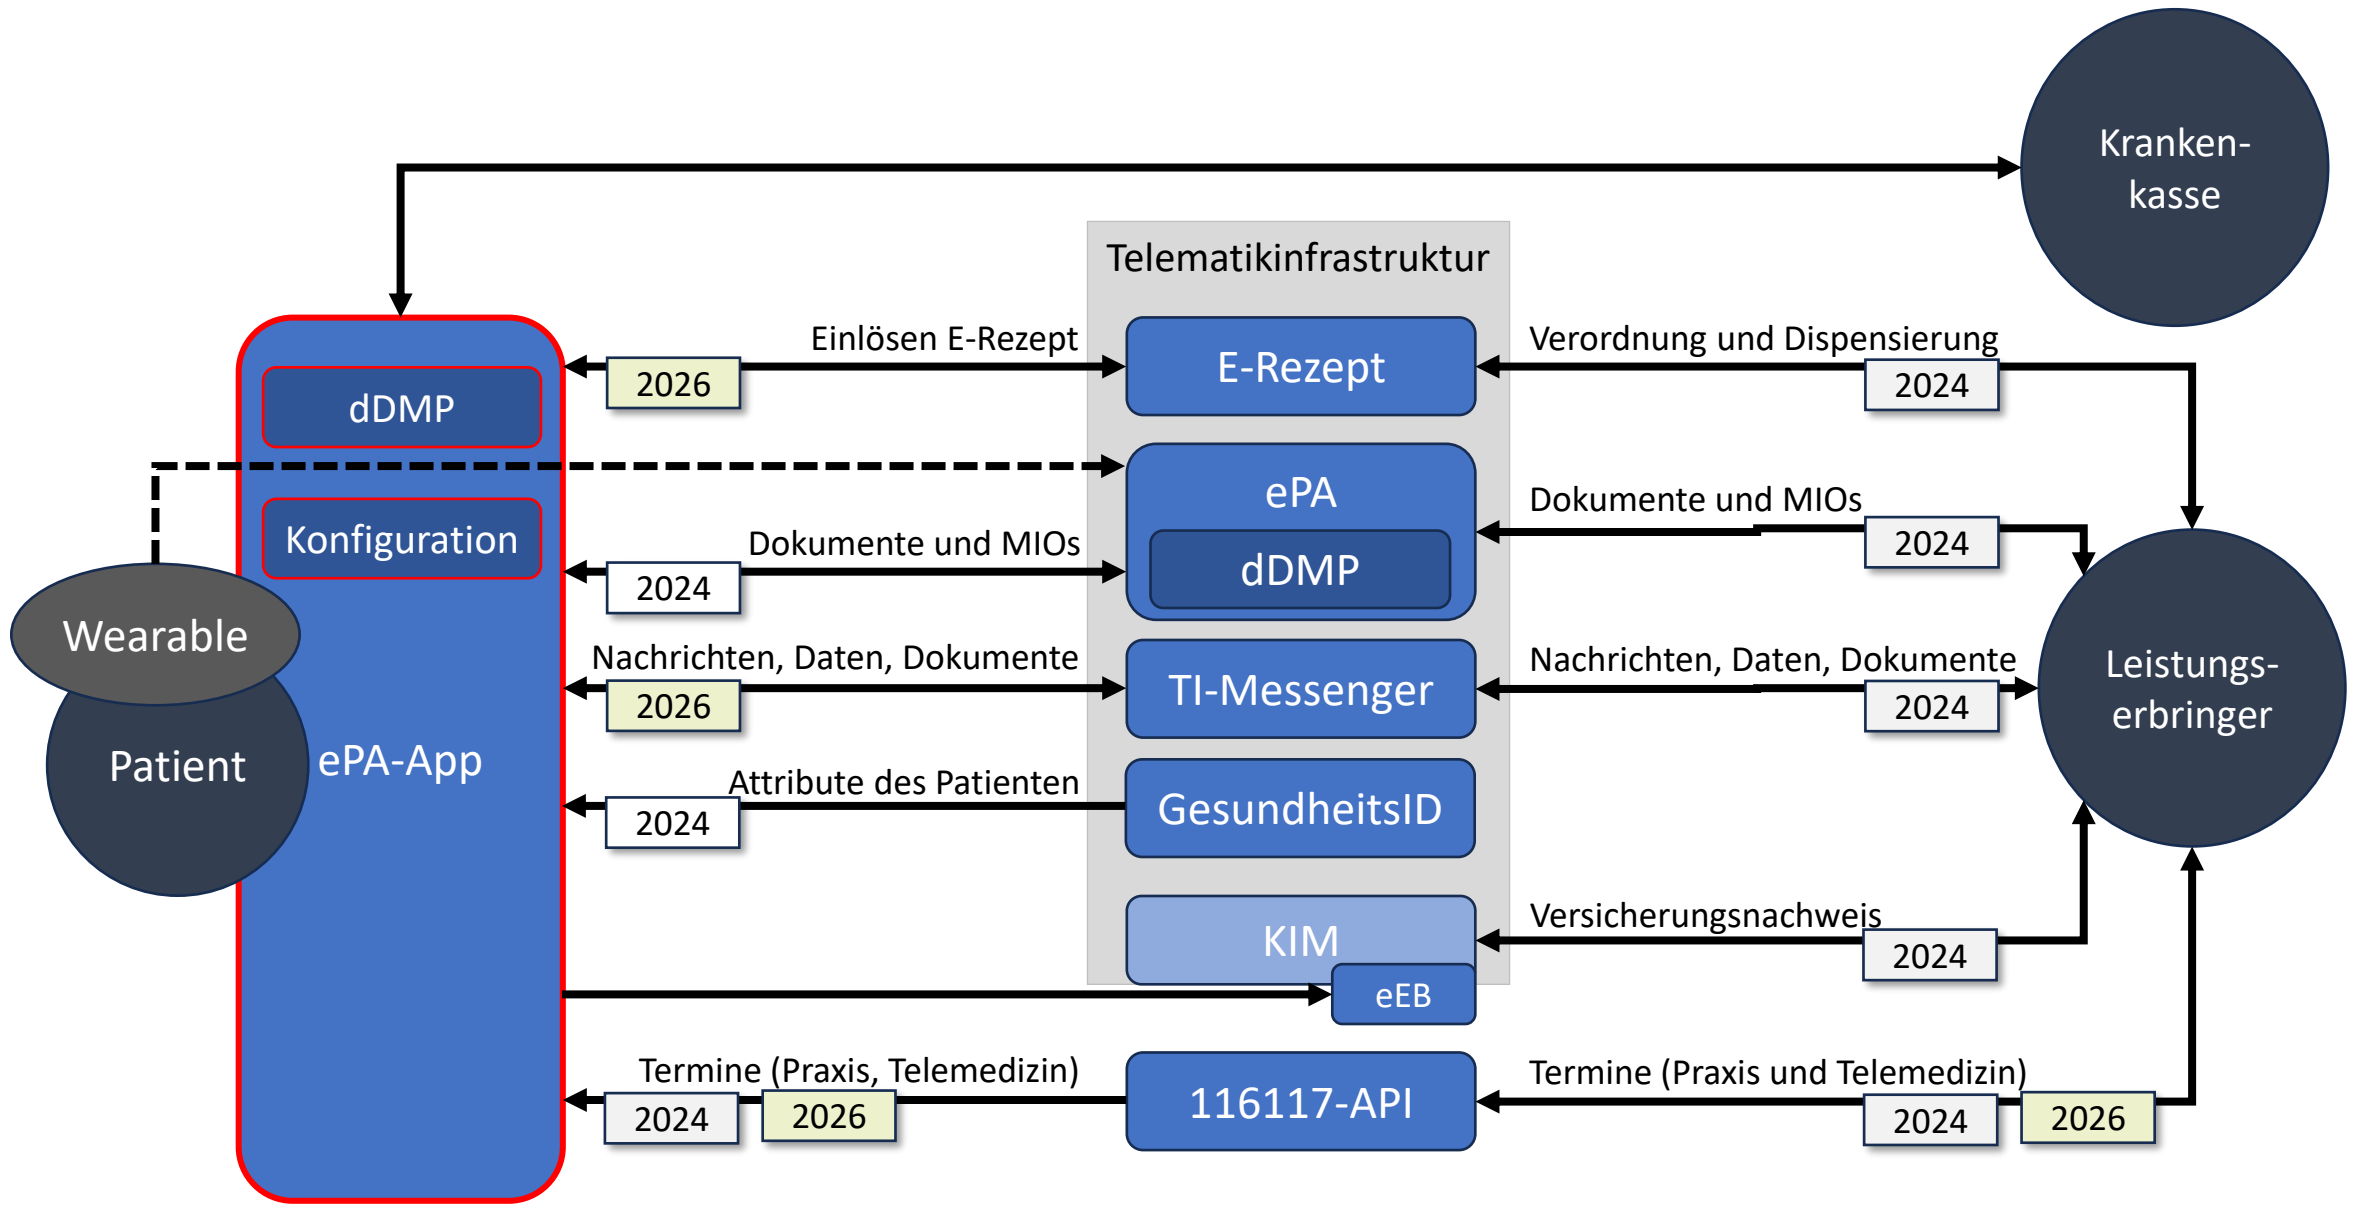 Kranken-
kasse
Telematikinfrastruktur
Einlösen E-Rezept
2026
E-Rezept
Verordnung und Dispensierung
2024
dDMP
Konfiguration
ePA
dDMP
Dokumente und MIOs
2024
Dokumente und MIOs
2024
Wearable
Patient
ePA-App
Nachrichten, Daten, Dokumente
2026
TI-Messenger
Nachrichten, Daten, Dokumente
2024
Leistungs-
erbringer
Attribute des Patienten
2024
GesundheitsID
KIM
eEB
Versicherungsnachweis
2024
Termine (Praxis, Telemedizin)
2024
2026
116117-API
Termine (Praxis und Telemedizin)
2024
2026